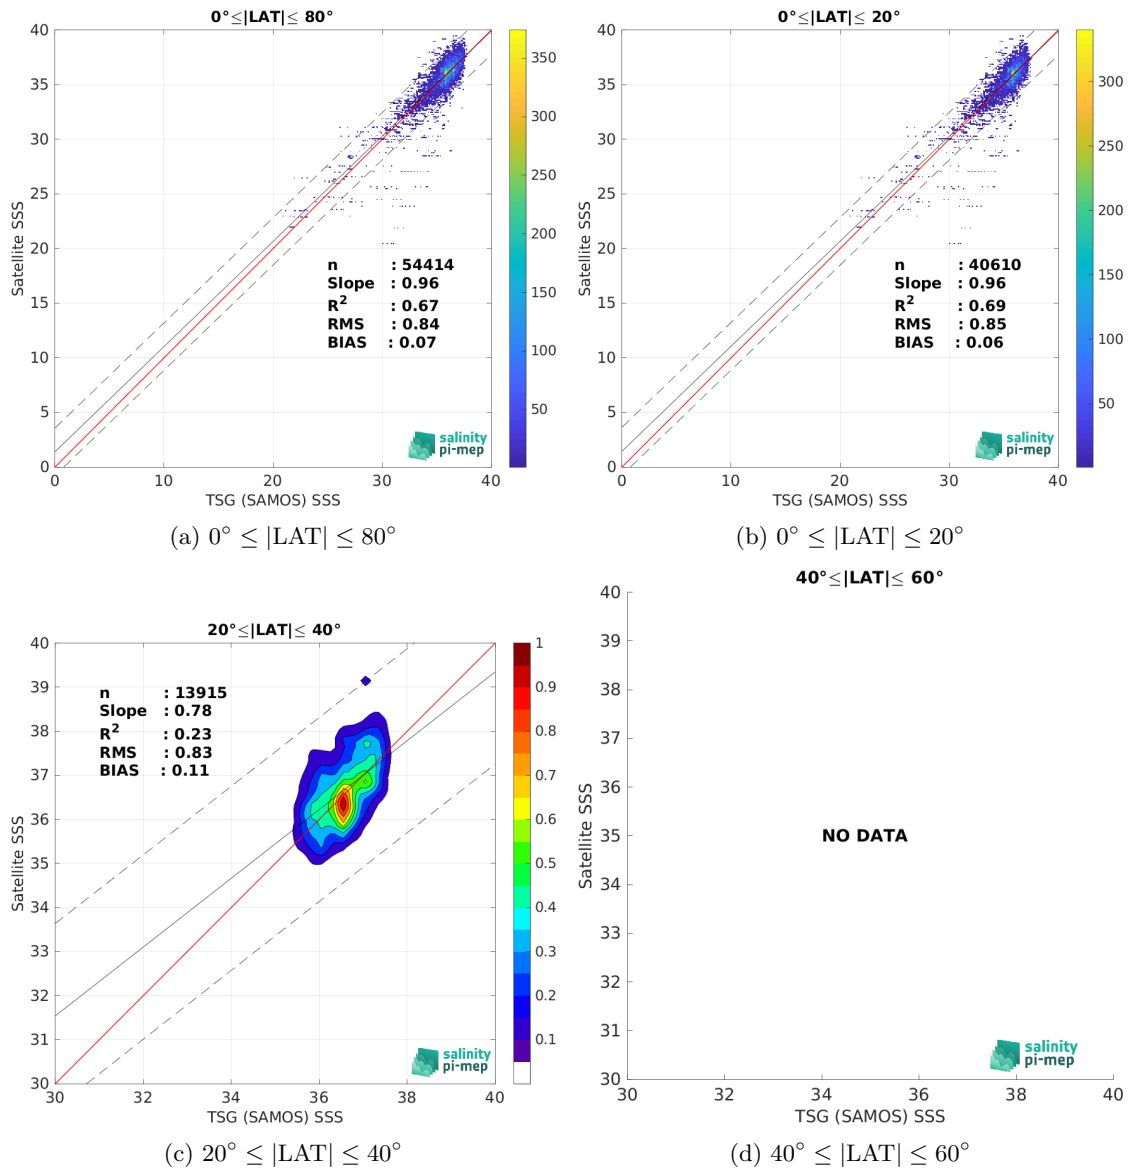 0°≤|LAT|≤ 80°
40
35
30
25
20
15
10
5
0
0
10
20
30
40
Satellite SSS
TSG (SAMOS) SSS
n : 54414
Slope : 0.96
R² : 0.67
RMS : 0.84
BIAS : 0.07
350
300
250
200
150
100
50
salinity
pi-mep
(a) 0° ≤ |LAT| ≤ 80°
0°≤|LAT|≤ 20°
40
35
30
25
20
15
10
5
0
0
10
20
30
40
Satellite SSS
TSG (SAMOS) SSS
n : 40610
Slope : 0.96
R² : 0.69
RMS : 0.85
BIAS : 0.06
300
250
200
150
100
50
salinity
pi-mep
(b) 0° ≤ |LAT| ≤ 20°
20°≤|LAT|≤ 40°
40
39
38
37
36
35
34
33
32
31
30
30
32
34
36
38
40
Satellite SSS
TSG (SAMOS) SSS
n : 13915
Slope : 0.78
R² : 0.23
RMS : 0.83
BIAS : 0.11
1
0.9
0.8
0.7
0.6
0.5
0.4
0.3
0.2
0.1
salinity
pi-mep
(c) 20° ≤ |LAT| ≤ 40°
40°≤|LAT|≤ 60°
40
39
38
37
36
35
34
33
32
31
30
30
32
34
36
38
40
Satellite SSS
TSG (SAMOS) SSS
NO DATA
salinity
pi-mep
(d) 40° ≤ |LAT| ≤ 60°